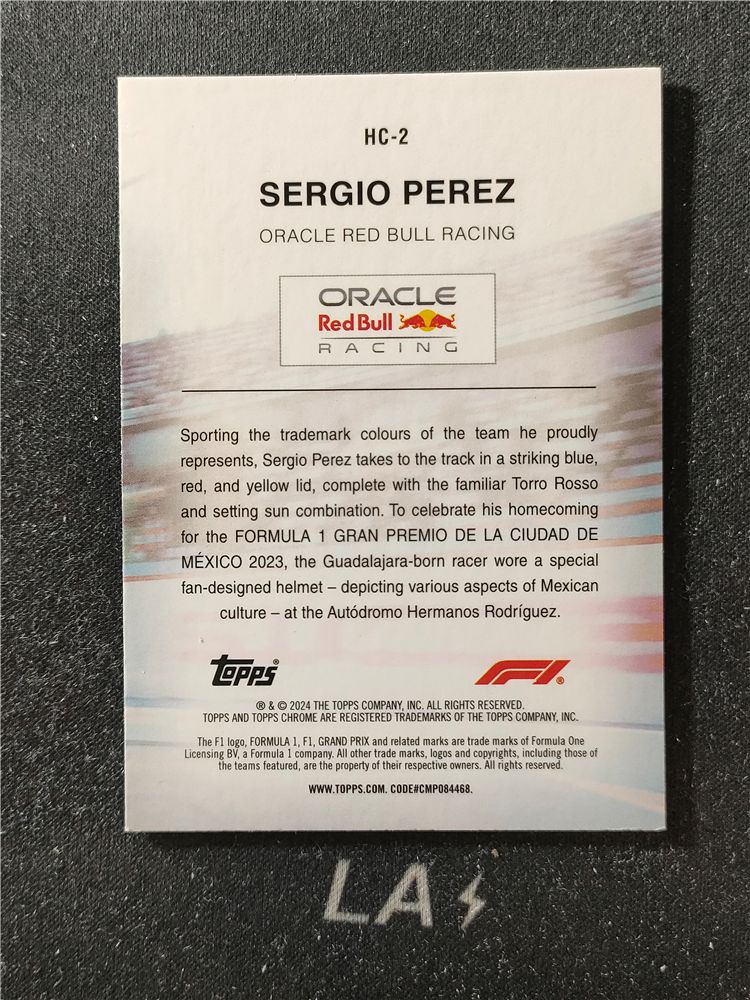 HC-2
SERGIO PEREZ
ORACLE RED BULL RACING
ORACLE
Red Bull
RACING
Sporting the trademark colours of the team he proudly
represents, Sergio Perez takes to the track in a striking blue,
red, and yellow lid, complete with the familiar Torro Rosso
and setting sun combination. To celebrate his homecoming
for the FORMULA 1 GRAN PREMIO DE LA CIUDAD DE
MÉXICO 2023, the Guadalajara-born racer wore a special
fan-designed helmet – depicting various aspects of Mexican
culture – at the Autódromo Hermanos Rodríguez.
topps® F1®
® & © 2024 THE TOPPS COMPANY, INC. ALL RIGHTS RESERVED.
TOPPS AND TOPPS CHROME ARE REGISTERED TRADEMARKS OF THE TOPPS COMPANY, INC.
The F1 logo, FORMULA 1, F1, GRAND PRIX and related marks are trade marks of Formula One
Licensing BV, a Formula 1 company. All other trade marks, logos and copyrights, including those of
the teams featured, are the property of their respective owners. All rights reserved.
WWW.TOPPS.COM. CODE#CMP084468.
LA